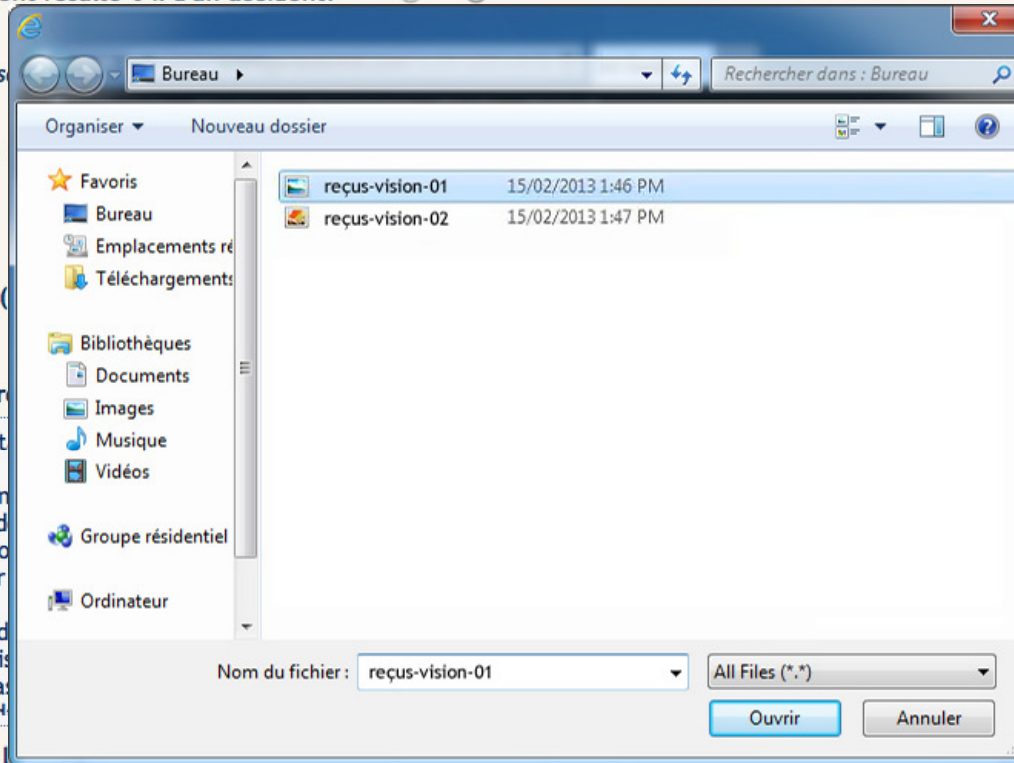 Bureau
Rechercher dans : Bureau
Organiser
Nouveau dossier
Favoris
Bureau
Emplacements ré
Téléchargements
Bibliothèques
Documents
Images
Musique
Vidéos
Groupe résidentiel
Ordinateur
reçus-vision-01 15/02/2013 1:46 PM
reçus-vision-02 15/02/2013 1:47 PM
Nom du fichier : reçus-vision-01
All Files (*.*)
Ouvrir Annuler